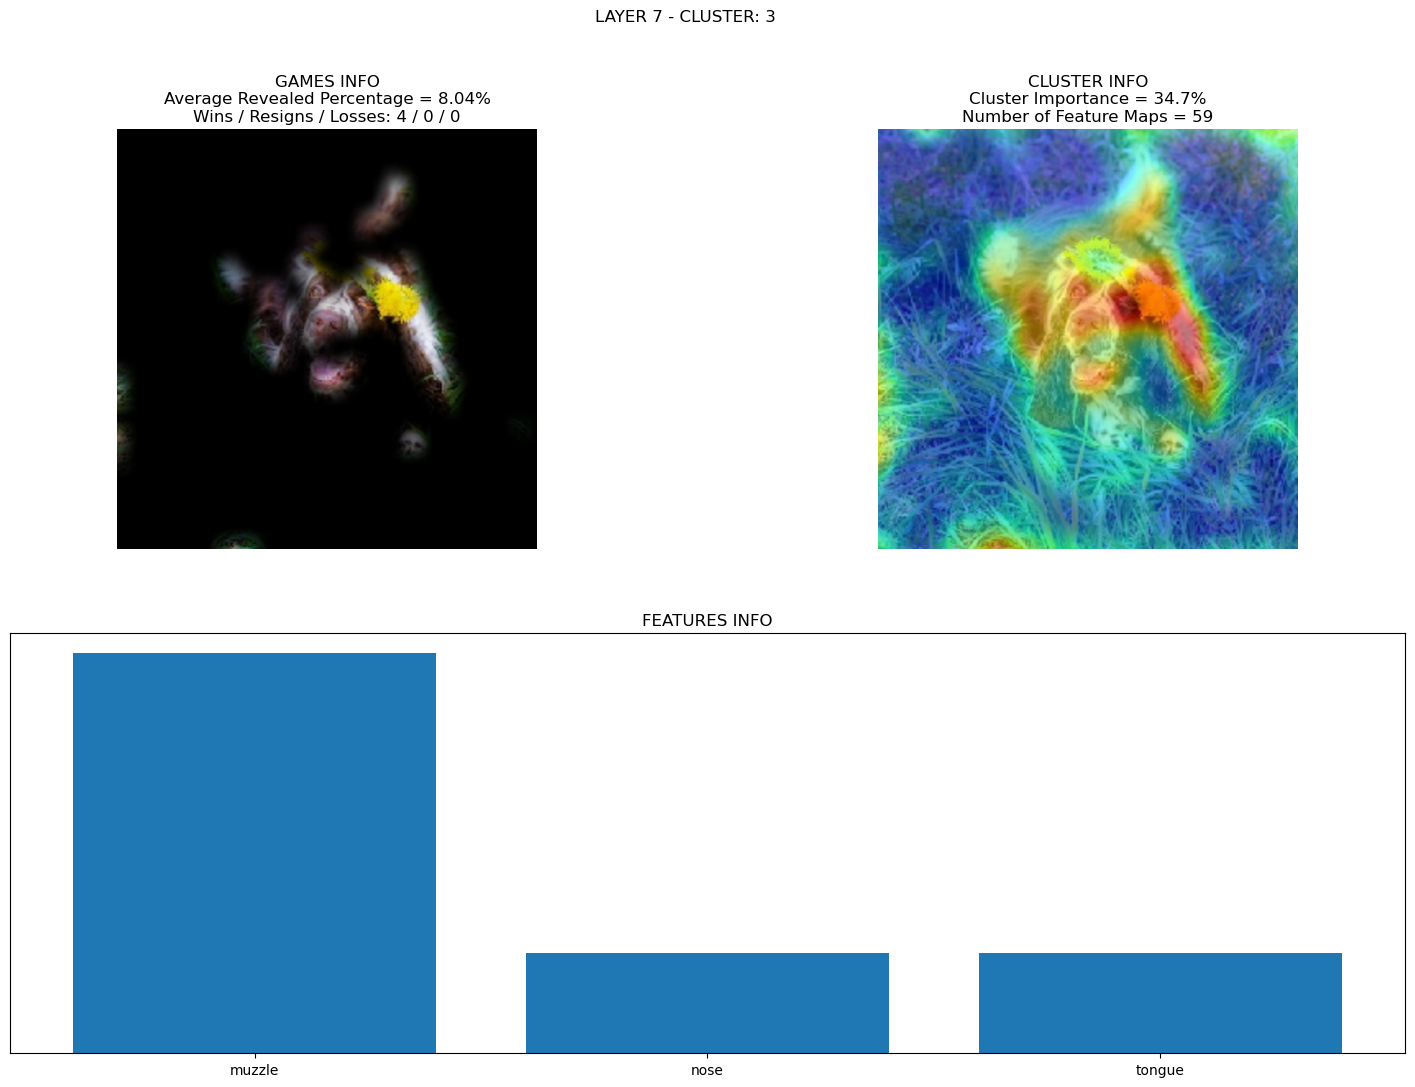 LAYER 7 - CLUSTER: 3
GAMES INFO
Average Revealed Percentage = 8.04%
Wins / Resigns / Losses: 4 / 0 / 0
CLUSTER INFO
Cluster Importance = 34.7%
Number of Feature Maps = 59
FEATURES INFO
muzzle
nose
tongue